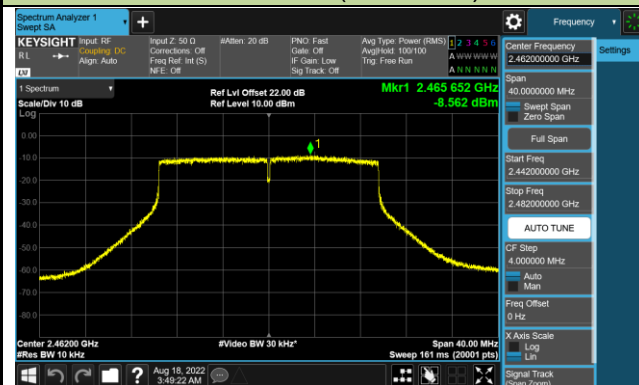 Spectrum Analyzer 1
Swept SA
Frequency
KEYSIGHT
Input: RF
Coupling: DC
Align: Auto
Input Z: 50 Ω
Corrections: Off
Freq Ref: Int (S)
NFE: Off
#Atten: 20 dB
PNO: Fast
Gate: Off
IF Gain: Low
Sig Track: Off
Avg Type: Power (RMS)
Avg|Hold: 100/100
Trig: Free Run
1 2 3 4 5 6
A W W W W W
A N N N N N
RL
LXI
1 Spectrum
Scale/Div 10 dB
Ref Lvl Offset 22.00 dB
Ref Level 10.00 dBm
Mkr1 2.465 652 GHz
-8.562 dBm
Log
0.00
-10.0
-20.0
-30.0
-40.0
-50.0
-60.0
-70.0
-80.0
1
Center 2.46200 GHz
#Res BW 10 kHz
#Video BW 30 kHz*
Span 40.00 MHz
Sweep 161 ms (20001 pts)
Center Frequency
2.462000000 GHz
Settings
Span
40.0000000 MHz
Swept Span
Zero Span
Full Span
Start Freq
2.442000000 GHz
Stop Freq
2.482000000 GHz
AUTO TUNE
CF Step
4.000000 MHz
Auto
Man
Freq Offset
0 Hz
X Axis Scale
Log
Lin
Signal Track
(Span Zoom)
Aug 18, 2022
3:49:22 AM